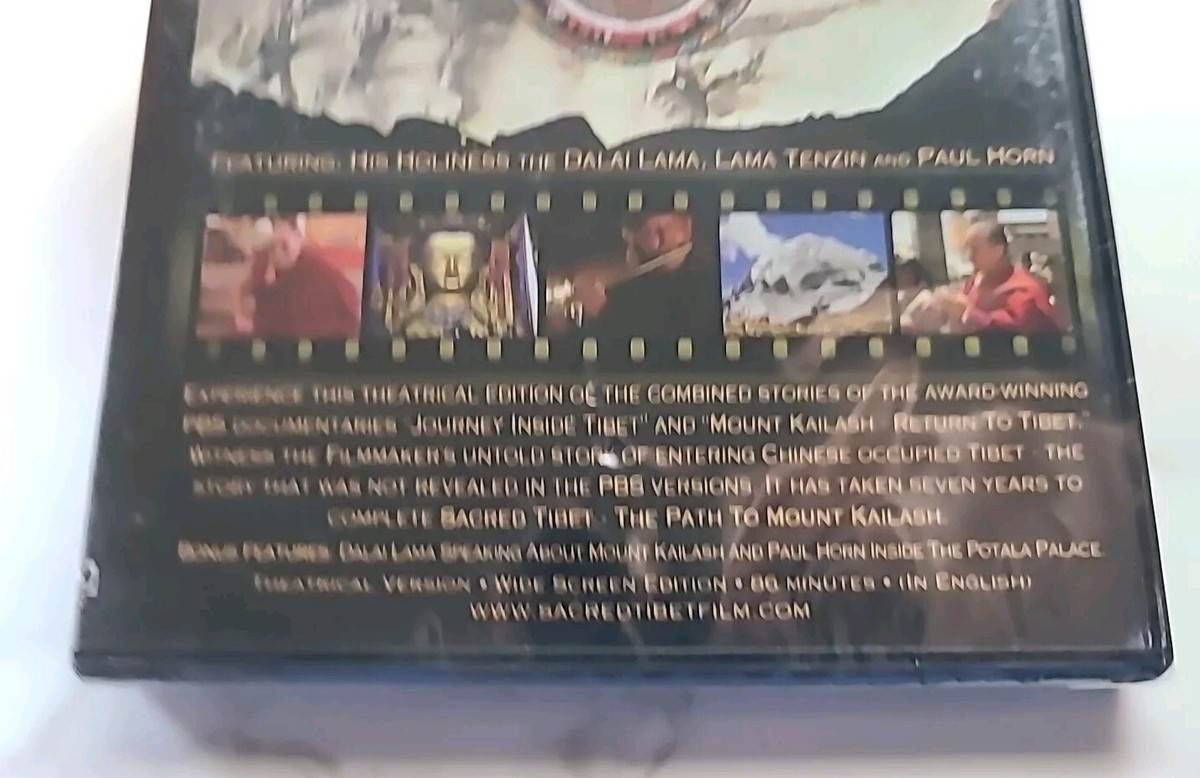 FEATURING: HIS HOLINESS THE DALAI LAMA, LAMA TENZIN AND PAUL HORN
EXPERIENCE THIS THEATRICAL EDITION OF THE COMBINED STORIES OF THE AWARD-WINNING
PBS DOCUMENTARIES "JOURNEY INSIDE TIBET" AND "MOUNT KAILASH - RETURN TO TIBET."
WITNESS THE FILMMAKER'S UNTOLD STORY OF ENTERING CHINESE OCCUPIED TIBET - THE
STORY THAT WAS NOT REVEALED IN THE PBS VERSIONS. IT HAS TAKEN SEVEN YEARS TO
COMPLETE SACRED TIBET - THE PATH TO MOUNT KAILASH.
BONUS FEATURES: DALAI LAMA SPEAKING ABOUT MOUNT KAILASH AND PAUL HORN INSIDE THE POTALA PALACE.
THEATRICAL VERSION • WIDE SCREEN EDITION • 86 MINUTES • (IN ENGLISH)
WWW.SACREDTIBETFILM.COM